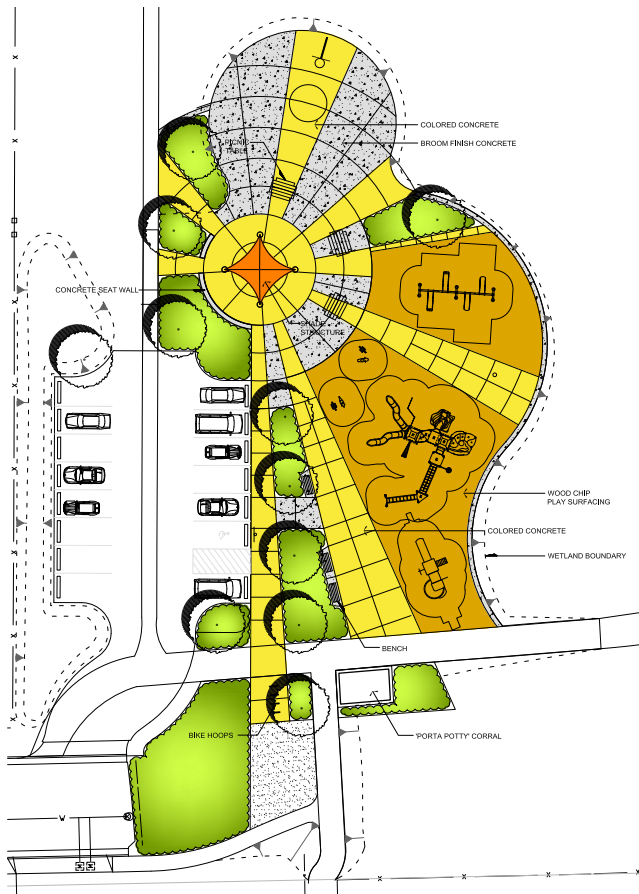 COLORED CONCRETE
BROOM FINISH CONCRETE
PICNIC
TABLE
CONCRETE SEAT WALL
SHADE
STRUCTURE
WOOD CHIP
PLAY SURFACING
COLORED CONCRETE
WETLAND BOUNDARY
BENCH
BIKE HOOPS
'PORTA POTTY' CORRAL
W